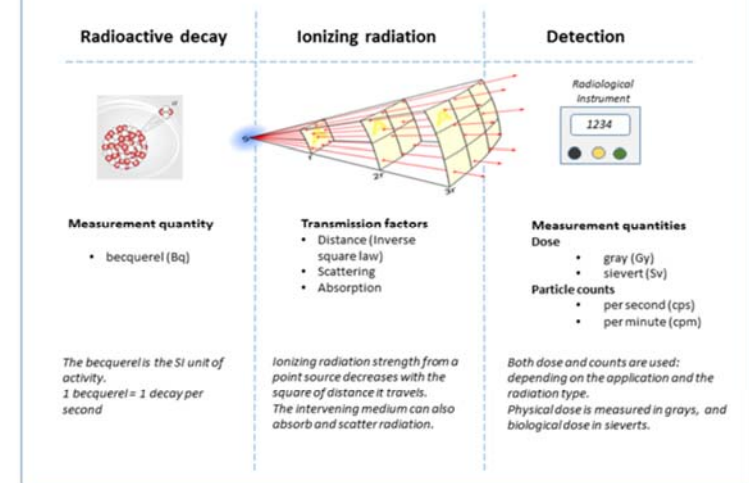 Radioactive decay
Ionizing radiation
Detection
Radiological
Instrument
1234
α
S
r
2r
3r
Measurement quantity
• becquerel (Bq)
Transmission factors
• Distance (Inverse
square law)
• Scattering
• Absorption
Measurement quantities
Dose
• gray (Gy)
• sievert (Sv)
Particle counts
• per second (cps)
• per minute (cpm)
The becquerel is the SI unit of
activity.
1 becquerel = 1 decay per
second
Ionizing radiation strength from a
point source decreases with the
square of distance it travels.
The intervening medium can also
absorb and scatter radiation.
Both dose and counts are used:
depending on the application and the
radiation type.
Physical dose is measured in grays, and
biological dose in sieverts.